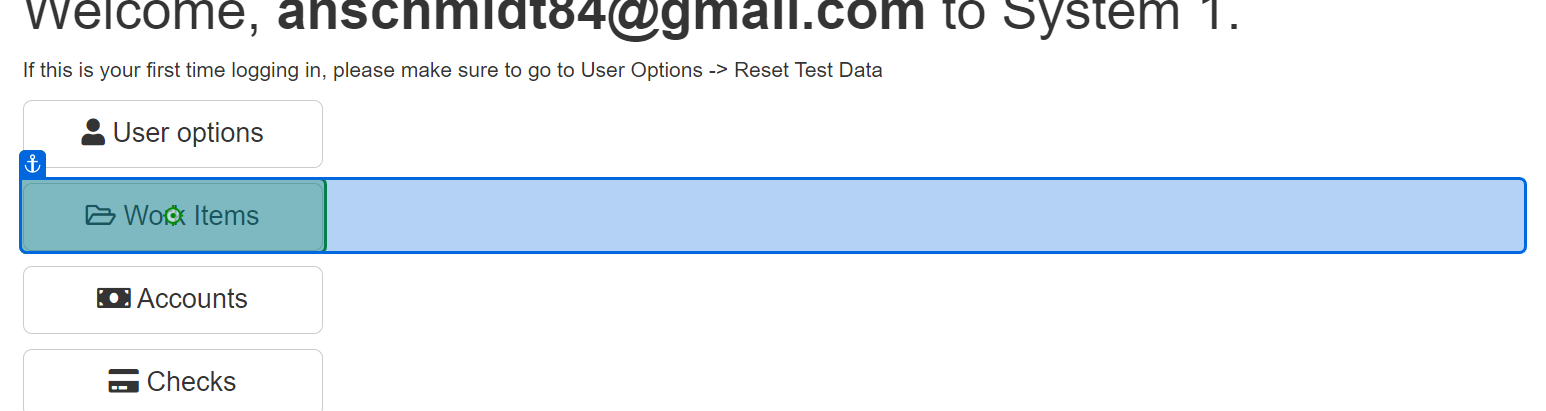 Welcome, anschmidt84@gmail.com to System 1.
If this is your first time logging in, please make sure to go to User Options -> Reset Test Data
User options
Work Items
Accounts
Checks